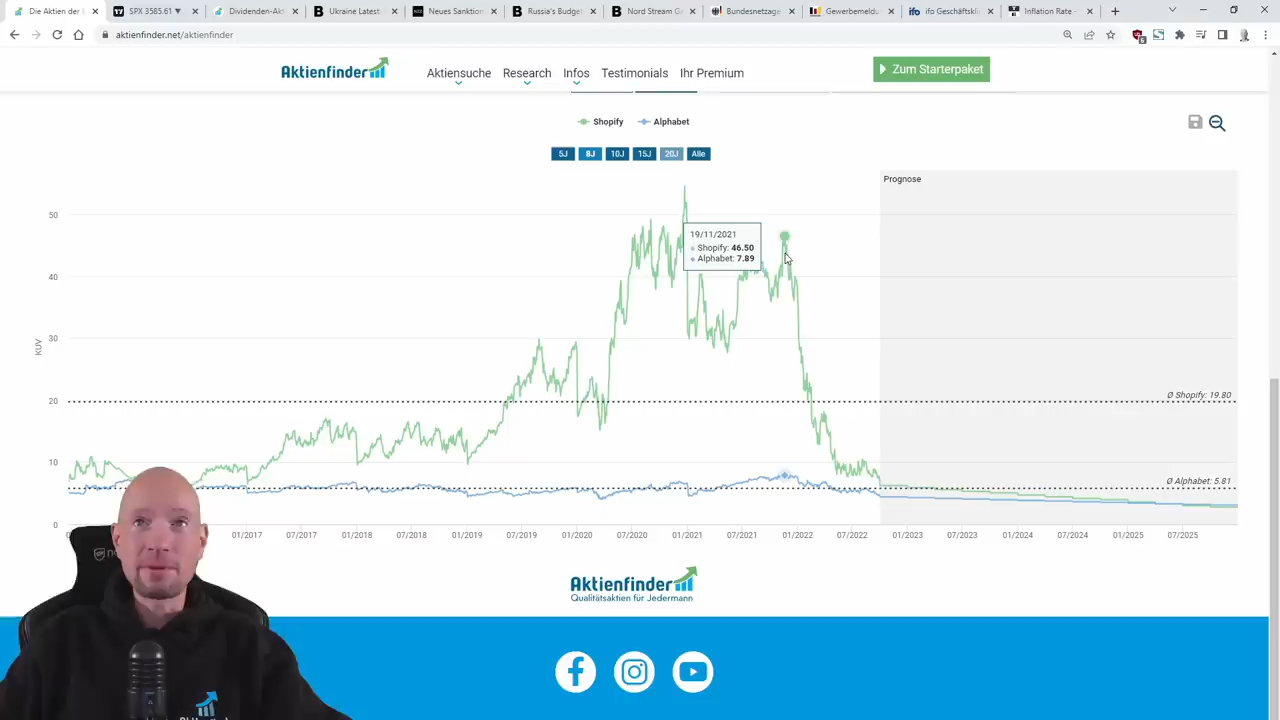 Die Aktien der L
SPX 3585.61
Dividenden-Akt
Ukraine Latest
Neues Sanktion
Russia's Budget
Nord Stream Ga
Bundesnetzage
Gewerbemeldu
ifo Geschäftskli
Inflation Rate -
aktienfinder.net/aktienfinder
Aktienfinder
Aktiensuche Research Infos Testimonials Ihr Premium
Zum Starterpaket
Shopify Alphabet
5J 8J 10J 15J 20J Alle
Prognose
50
19/11/2021
Shopify: 46.50
Alphabet: 7.89
40
KUV
30
20
Ø Shopify: 19.80
10
Ø Alphabet: 5.81
0
01/2017 07/2017 01/2018 07/2018 01/2019 07/2019 01/2020 07/2020 01/2021 07/2021 01/2022 07/2022 01/2023 07/2023 01/2024 07/2024 01/2025 07/2025
Aktienfinder
Qualitätsaktien für Jedermann